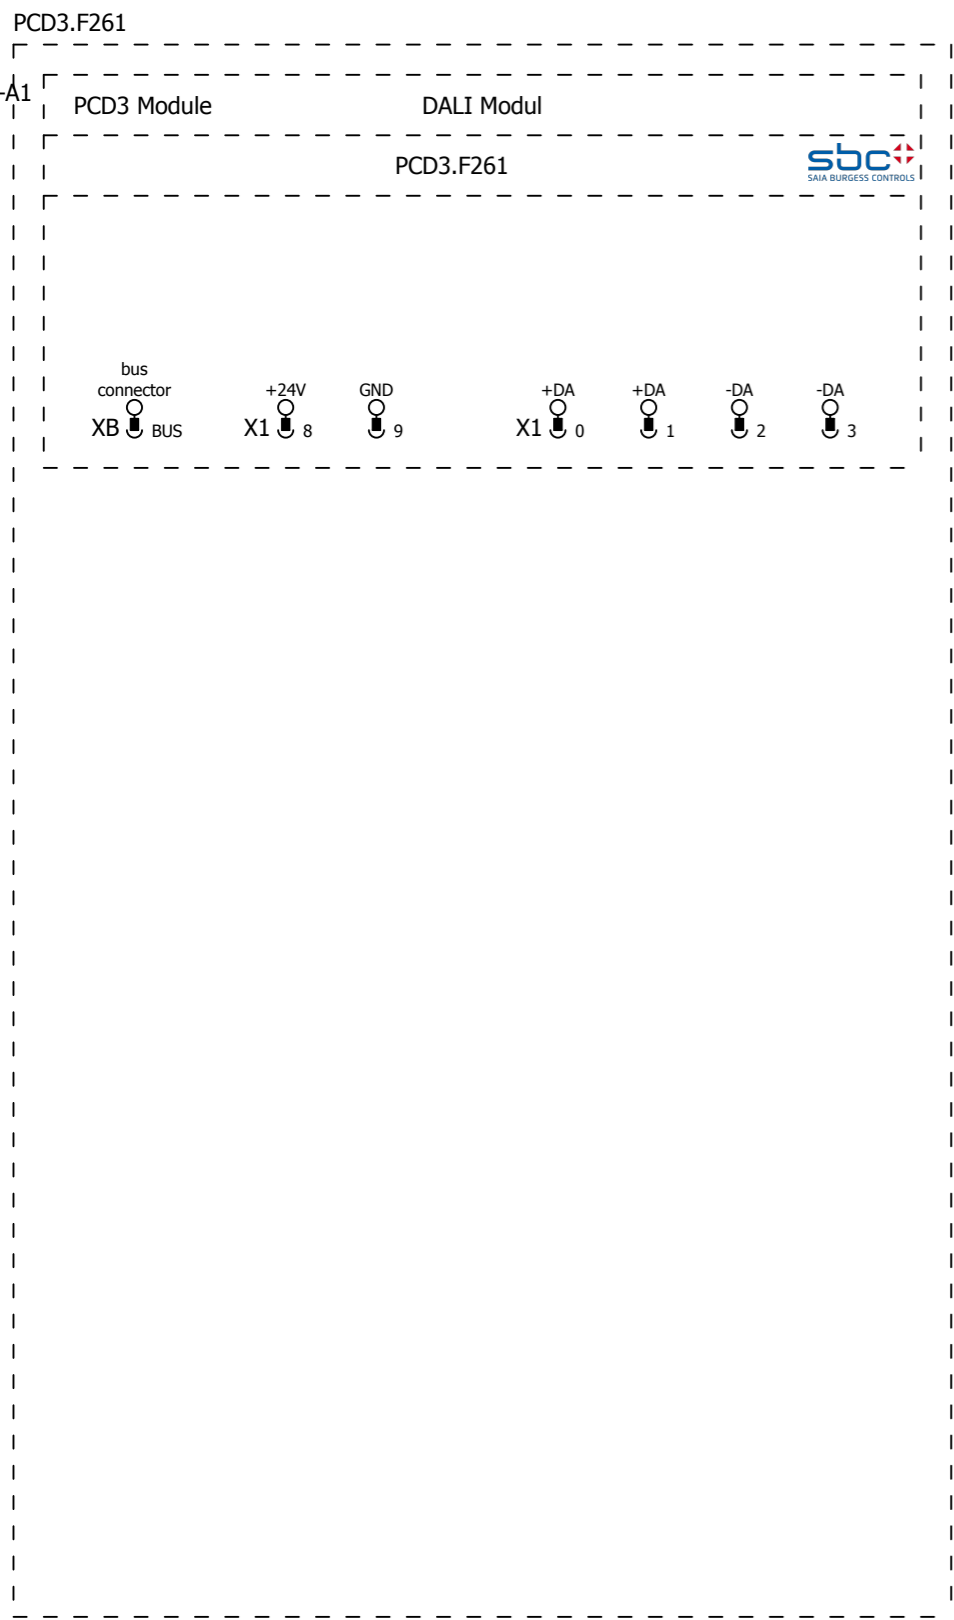 PCD3.F261
-A1
PCD3 Module DALI Modul
PCD3.F261
sbc
SAIA BURGESS CONTROLS
bus
connector +24V GND +DA +DA -DA -DA
XB BUS X1 8 9 X1 0 1 2 3